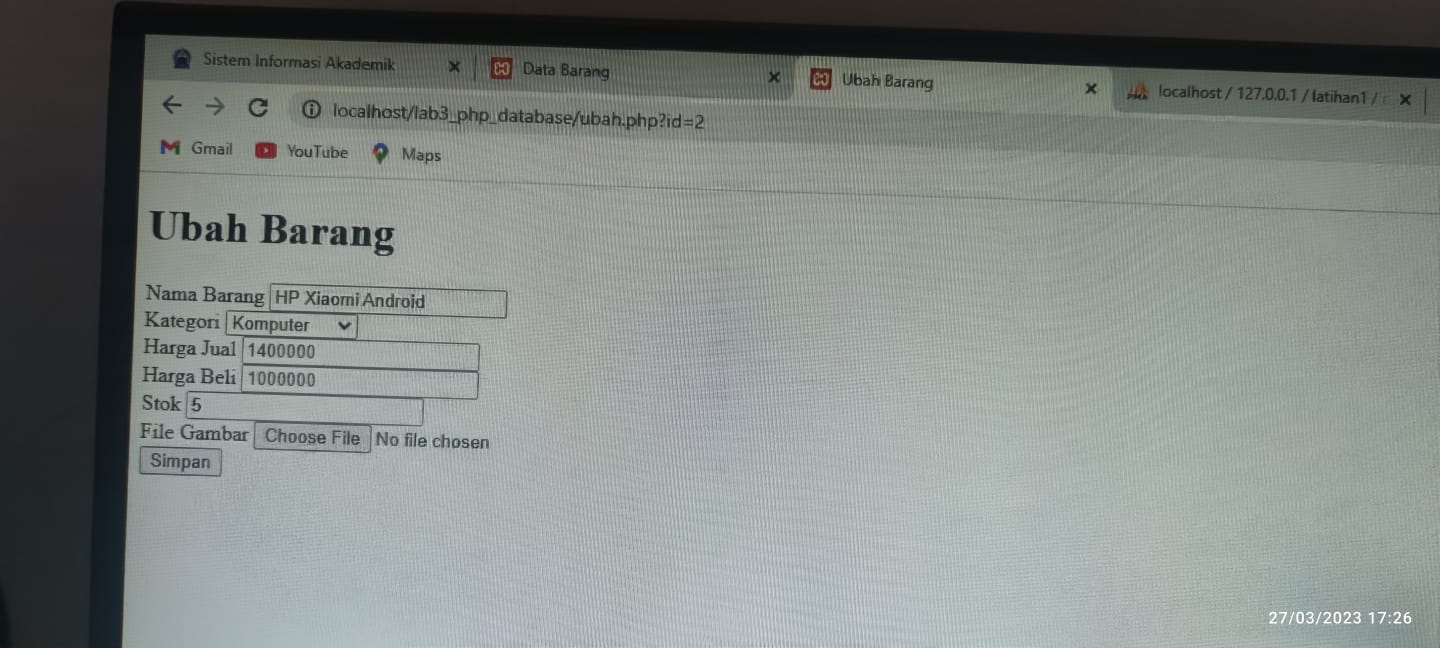 Sistem Informasi Akademik
Data Barang
Ubah Barang
localhost / 127.0.0.1 / latihan1 /
localhost/lab3_php_database/ubah.php?id=2
Gmail YouTube Maps
Ubah Barang
Nama Barang HP Xiaomi Android
Kategori Komputer
Harga Jual 1400000
Harga Beli 1000000
Stok 5
File Gambar Choose File No file chosen
Simpan
27/03/2023 17:26